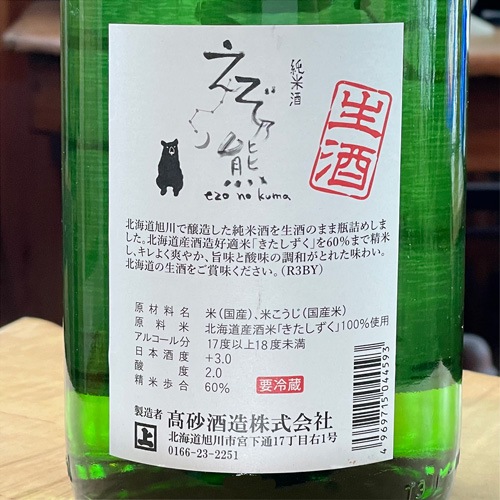 純米酒
えぞ乃熊
ezo no kuma
生酒
北海道旭川で醸造した純米酒を生酒のまま瓶詰めしまし
た。北海道産酒造好適米「きたしずく」を60%まで精米
し、キレよく爽やか、旨味と酸味の調和がとれた味わい。
北海道の生酒をご賞味ください。(R3BY)
原材料名 米(国産)、米こうじ(国産米)
原料米 北海道産酒米「きたしずく」100%使用
アルコール分 17度以上18度未満
日本酒度 +3.0
酸度 2.0
精米歩合 60%
要冷蔵
製造者 髙砂酒造株式会社
上
北海道旭川市宮下通17丁目右1号
0166-23-2251
4969715044593